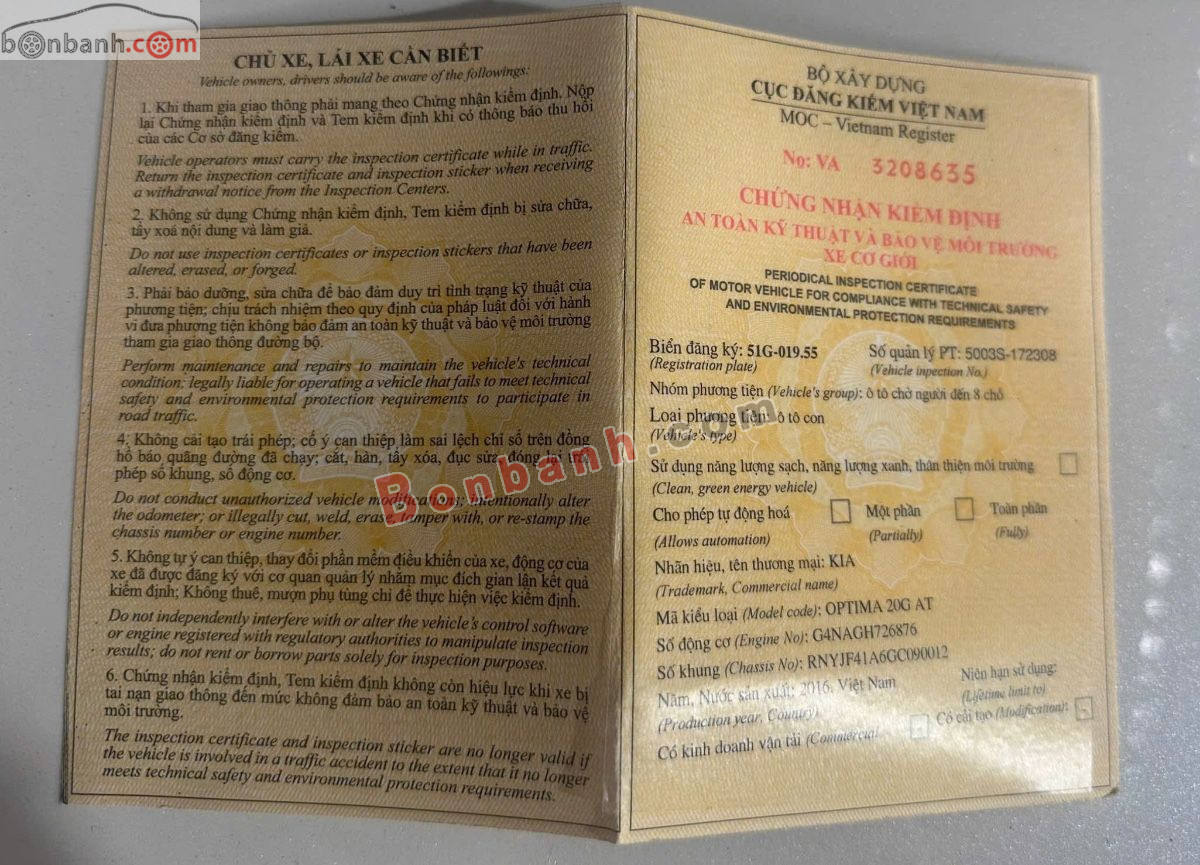 bonbanh.com
CHỦ XE, LÁI XE CẦN BIẾT
Vehicle owners, drivers should be aware of the followings:
1. Khi tham gia giao thông phải mang theo Chứng nhận kiểm định. Nộp
lại Chứng nhận kiểm định và Tem kiểm định khi có thông báo thu hồi
của các Cơ sở đăng kiểm.
Vehicle operators must carry the inspection certificate while in traffic.
Return the inspection certificate and inspection sticker when receiving
a withdrawal notice from the Inspection Centers.
2. Không sử dụng Chứng nhận kiểm định, Tem kiểm định bị sửa chữa,
tẩy xoá nội dung và làm giả.
Do not use inspection certificates or inspection stickers that have been
altered, erased, or forged.
3. Phải bảo dưỡng, sửa chữa để bảo đảm duy trì tình trạng kỹ thuật của
phương tiện; chịu trách nhiệm theo quy định của pháp luật đối với hành
vi đưa phương tiện không bảo đảm an toàn kỹ thuật và bảo vệ môi trường
tham gia giao thông đường bộ.
Perform maintenance and repairs to maintain the vehicle's technical
condition; legally liable for operating a vehicle that fails to meet technical
safety and environmental protection requirements to participate in
road traffic.
4. Không cải tạo trái phép; cố ý can thiệp làm sai lệch chỉ số trên đồng
hồ báo quãng đường đã chạy; cắt, hàn, tẩy xóa, đục sửa, đóng lại trái
phép số khung, số động cơ.
Do not conduct unauthorized vehicle modifications; intentionally alter
the odometer; or illegally cut, weld, erase, tamper with, or re-stamp the
chassis number or engine number.
5. Không tự ý can thiệp, thay đổi phần mềm điều khiển của xe, động cơ của
xe đã được đăng ký với cơ quan quản lý nhằm mục đích gian lận kết quả
kiểm định; Không thuê, mượn phụ tùng chỉ để thực hiện việc kiểm định.
Do not independently interfere with or alter the vehicle's control software
or engine registered with regulatory authorities to manipulate inspection
results; do not rent or borrow parts solely for inspection purposes.
6. Chứng nhận kiểm định, Tem kiểm định không còn hiệu lực khi xe bị
tai nạn giao thông đến mức không đảm bảo an toàn kỹ thuật và bảo vệ
môi trường.
The inspection certificate and inspection sticker are no longer valid if
the vehicle is involved in a traffic accident to the extent that it no longer
meets technical safety and environmental protection requirements.
BỘ XÂY DỰNG
CỤC ĐĂNG KIỂM VIỆT NAM
MOC – Vietnam Register
No: VA 3208635
CHỨNG NHẬN KIỂM ĐỊNH
AN TOÀN KỸ THUẬT VÀ BẢO VỆ MÔI TRƯỜNG
XE CƠ GIỚI
PERIODICAL INSPECTION CERTIFICATE
OF MOTOR VEHICLE FOR COMPLIANCE WITH TECHNICAL SAFETY
AND ENVIRONMENTAL PROTECTION REQUIREMENTS
Biển đăng ký: 51G-019.55 Số quản lý PT: 5003S-172308
(Registration plate) (Vehicle inpection No.)
Nhóm phương tiện (Vehicle's group): ô tô chở người đến 8 chỗ
Loại phương tiện: ô tô con
(Vehicle's type)
Sử dụng năng lượng sạch, năng lượng xanh, thân thiện môi trường
(Clean, green energy vehicle)
Cho phép tự động hoá Một phần Toàn phần
(Allows automation) (Partially) (Fully)
Nhãn hiệu, tên thương mại: KIA
(Trademark, Commercial name)
Mã kiểu loại (Model code): OPTIMA 20G AT
Số động cơ (Engine No): G4NAGH726876
Số khung (Chassis No): RNYJF41A6GC090012
Năm, Nước sản xuất: 2016, Việt Nam Niên hạn sử dụng:
(Production year, Country) (Lifetime limit to)
Có kinh doanh vận tải (Commercial Có cải tạo (Modification):
Bonbanh.com